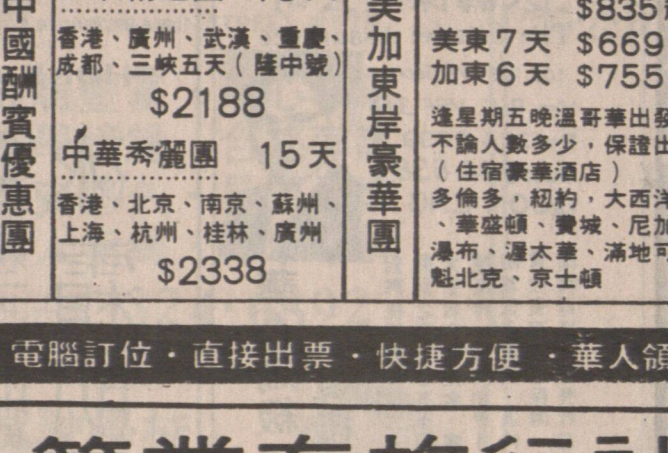 中國酬賓優惠團
香港、廣州、武漢、重慶、
成都、三峽五天（隆中號）
$2188
中華秀麗團 15天
香港、北京、南京、蘇州、
上海、杭州、桂林、廣州
$2338
美加東岸豪華團
$835
美東7天 $669
加東6天 $755
逢星期五晚溫哥華出發
不論人數多少，保證出
（住宿豪華酒店）
多倫多，紐約，大西洋
、華盛頓、費城、尼加
瀑布、渥太華、滿地可
魁北克、京士頓
電腦訂位・直接出票・快捷方便・華人領